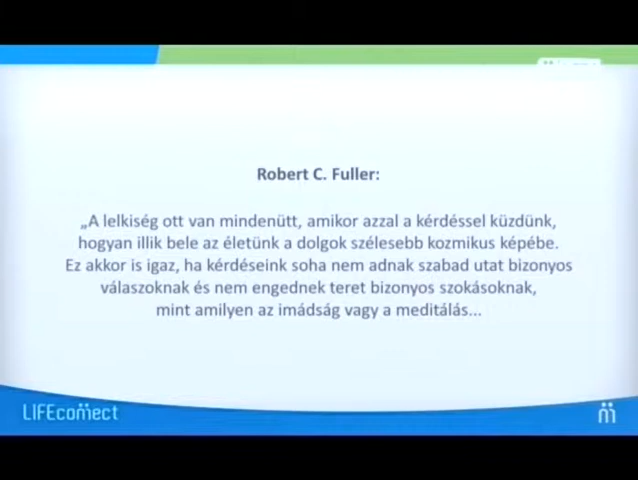 Robert C. Fuller:
„A lelkiség ott van mindenütt, amikor azzal a kérdéssel küzdünk,
hogyan illik bele az életünk a dolgok szélesebb kozmikus képébe.
Ez akkor is igaz, ha kérdéseink soha nem adnak szabad utat bizonyos
válaszoknak és nem engednek teret bizonyos szokásoknak,
mint amilyen az imádság vagy a meditálás...
LIFEconnect